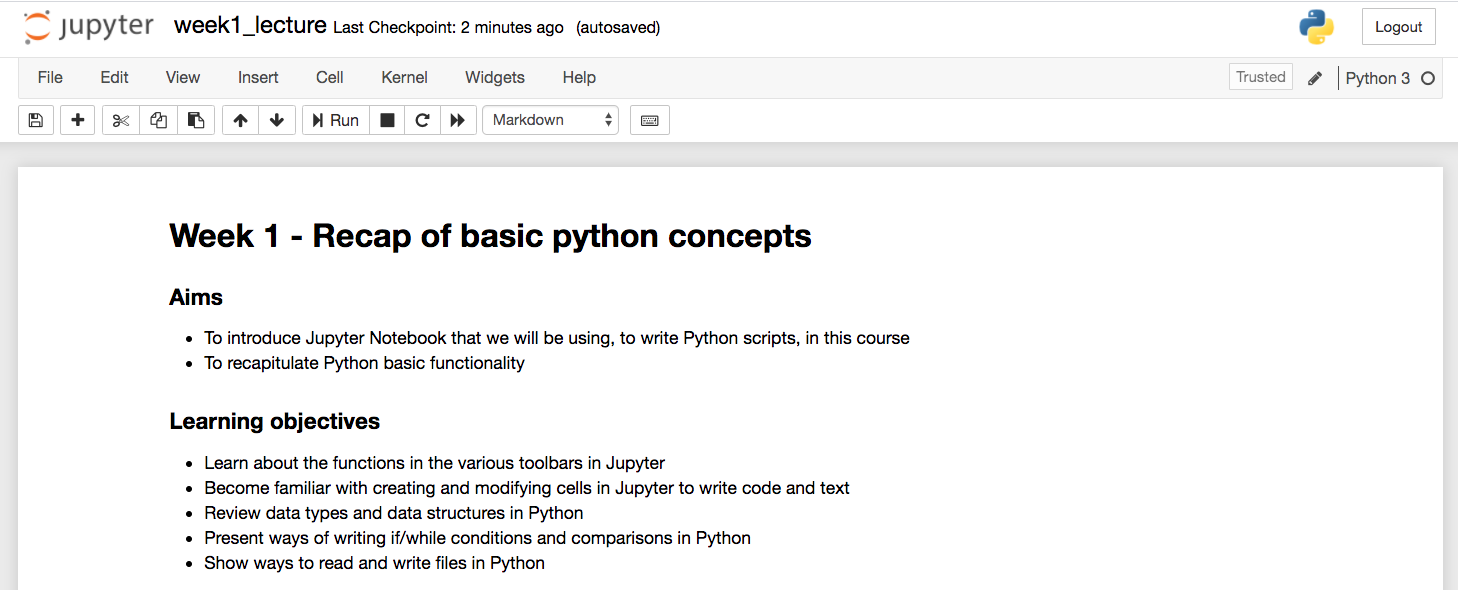 jupyter week1_lecture Last Checkpoint: 2 minutes ago (autosaved) Logout
File Edit View Insert Cell Kernel Widgets Help Trusted Python 3
Run Markdown
Week 1 - Recap of basic python concepts
Aims
• To introduce Jupyter Notebook that we will be using, to write Python scripts, in this course
• To recapitulate Python basic functionality
Learning objectives
• Learn about the functions in the various toolbars in Jupyter
• Become familiar with creating and modifying cells in Jupyter to write code and text
• Review data types and data structures in Python
• Present ways of writing if/while conditions and comparisons in Python
• Show ways to read and write files in Python